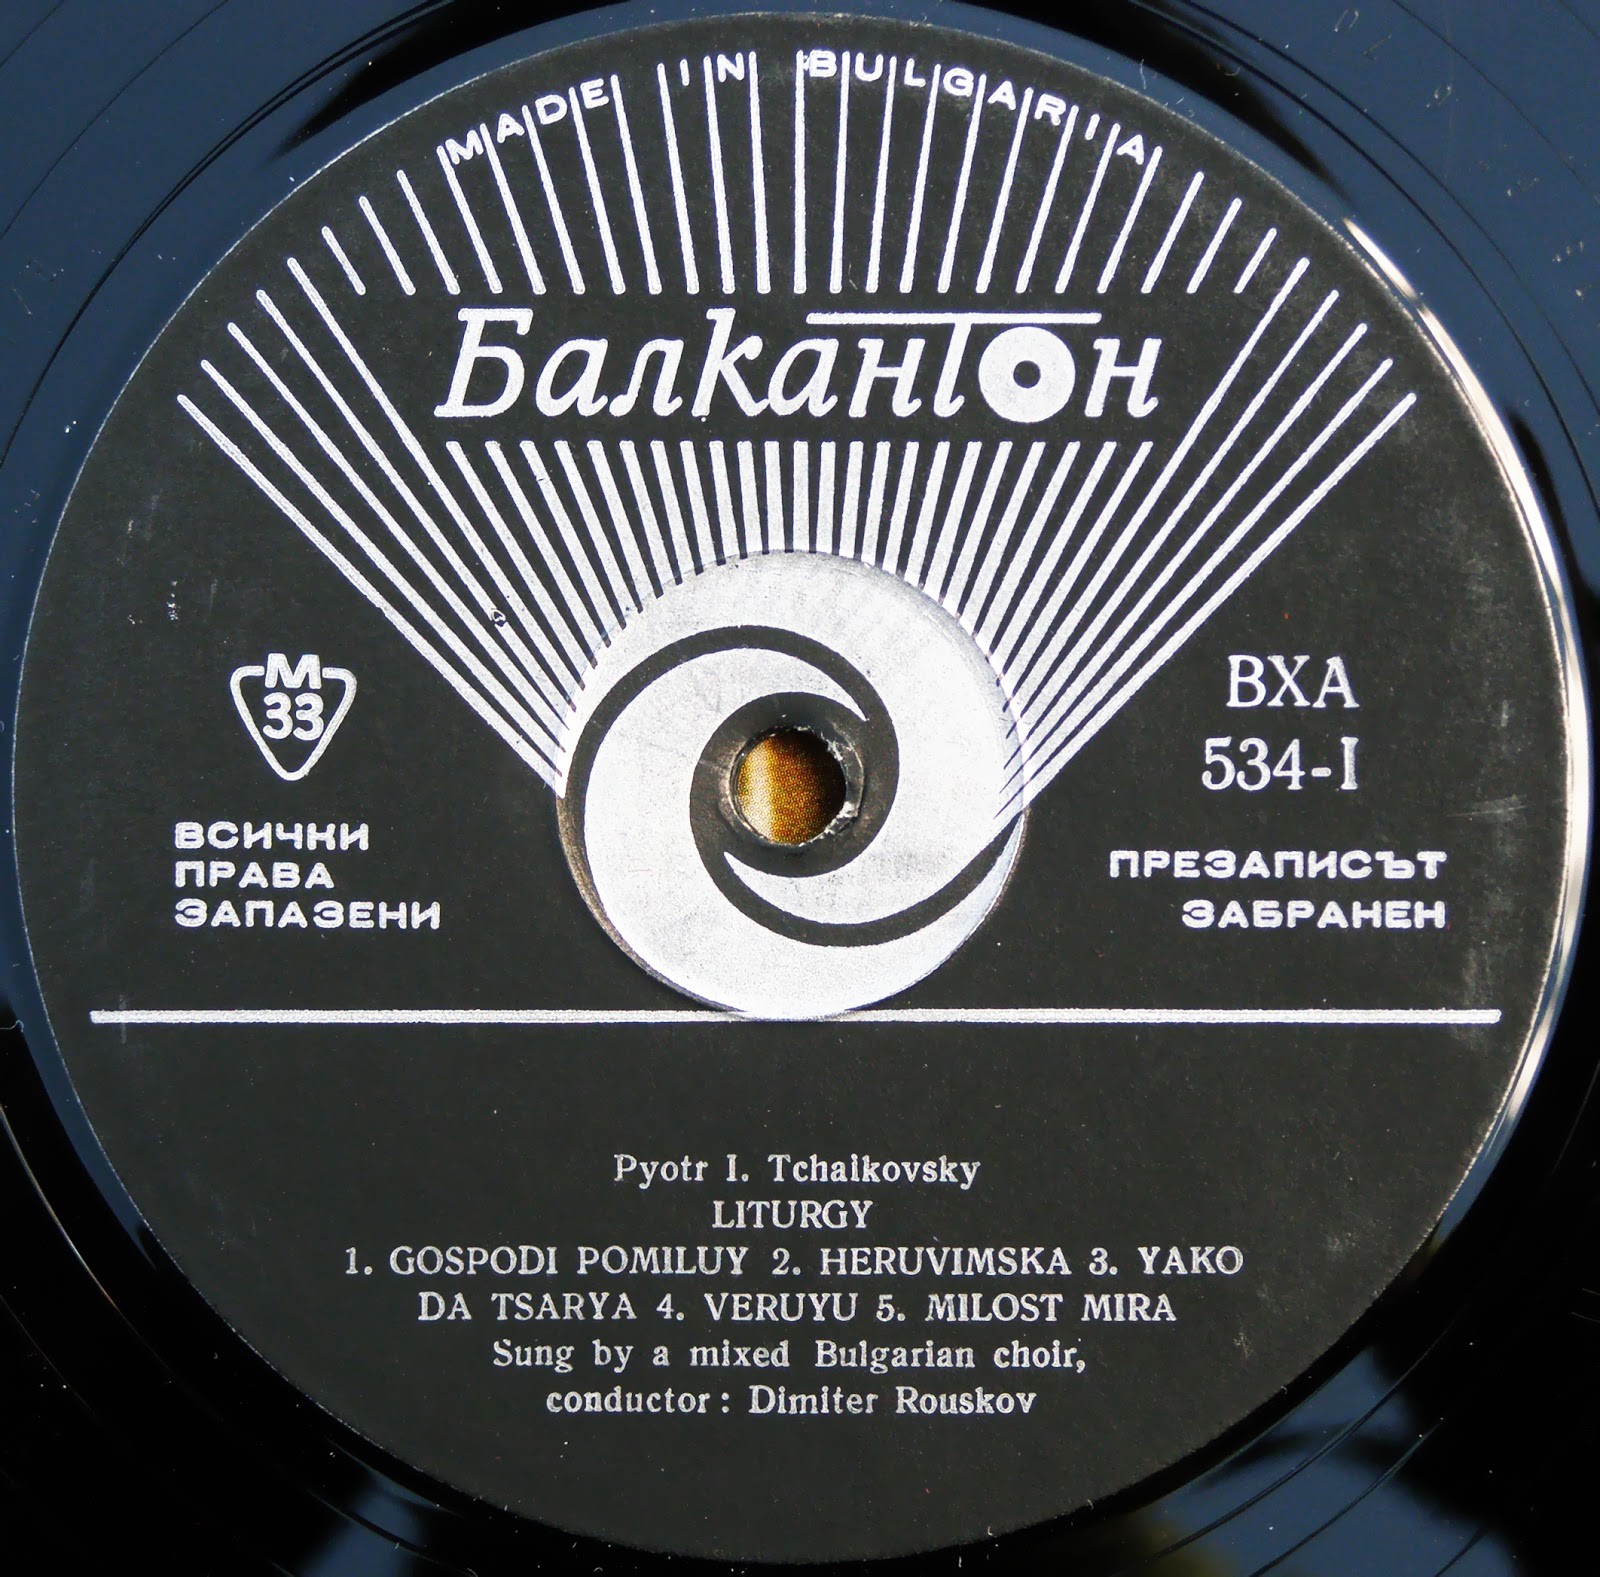 MADE IN BULGARIA
Балкантон
М
33
ВХА
534-I
ВСИЧКИ
ПРАВА
ЗАПАЗЕНИ
ПРЕЗАПИСЪТ
ЗАБРАНЕН
Pyotr I. Tchaikovsky
LITURGY
1. GOSPODI POMILUY 2. HERUVIMSKA 3. YAKO
DA TSARYA 4. VERUYU 5. MILOST MIRA
Sung by a mixed Bulgarian choir,
conductor: Dimiter Rouskov